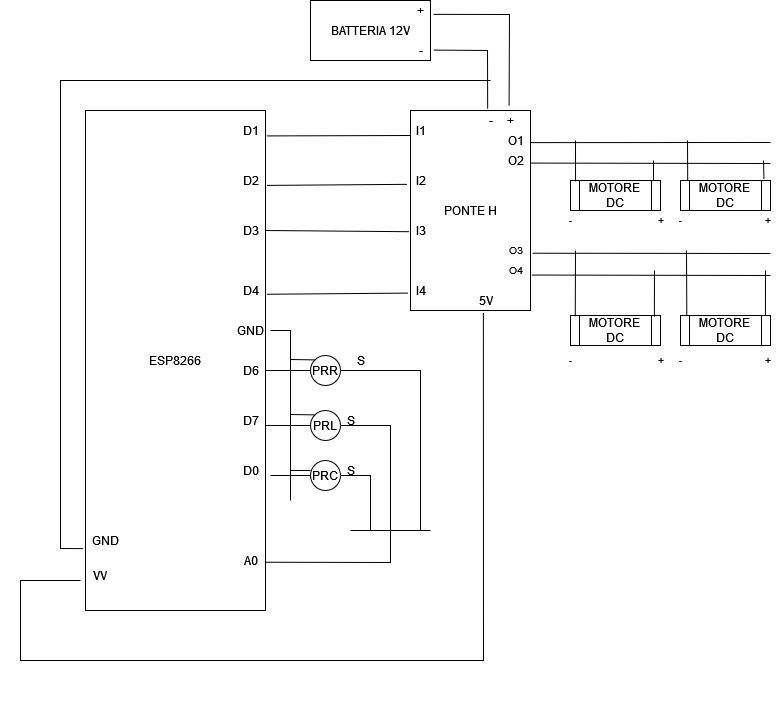 +
BATTERIA 12V
-
- +
D1
I1
O1
O2
D2
I2
MOTORE
DC
MOTORE
DC
PONTE H
- + - +
D3
I3
O3
O4
D4
I4
5V
GND
MOTORE
DC
MOTORE
DC
ESP8266
D6
PRR
S
- + - +
D7
PRL
S
D0
PRC
S
GND
A0
VV